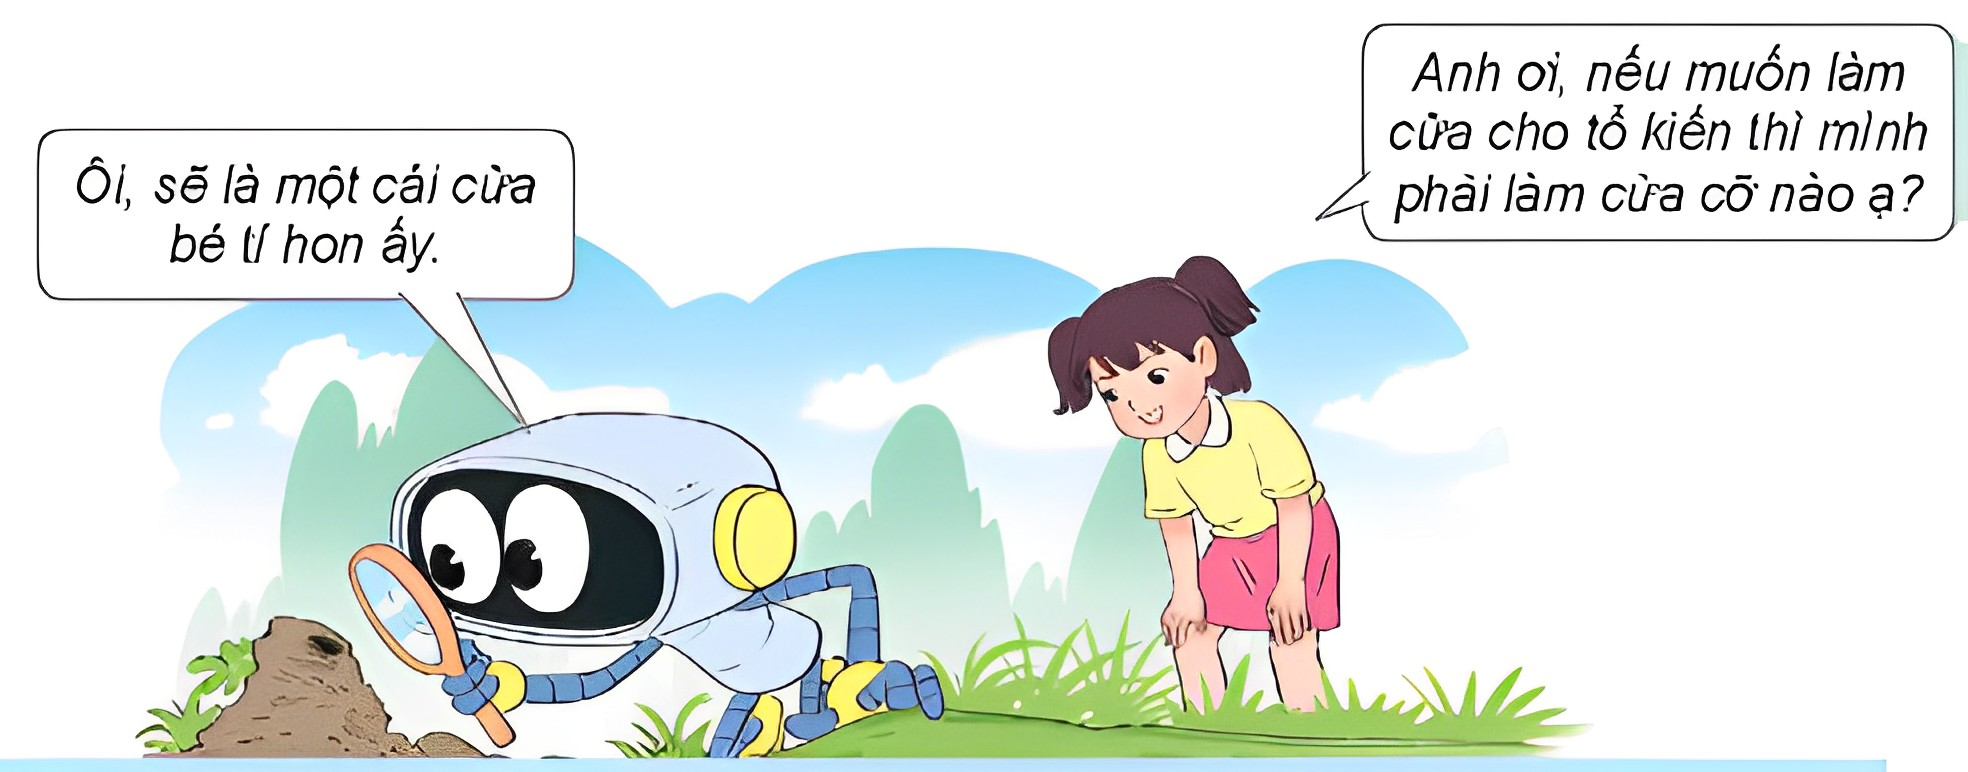 Anh ơi, nếu muốn làm
cửa cho tổ kiến thì mình
phải làm cửa cỡ nào ạ?
Ôi, sẽ là một cái cửa
bé tí hon ấy.